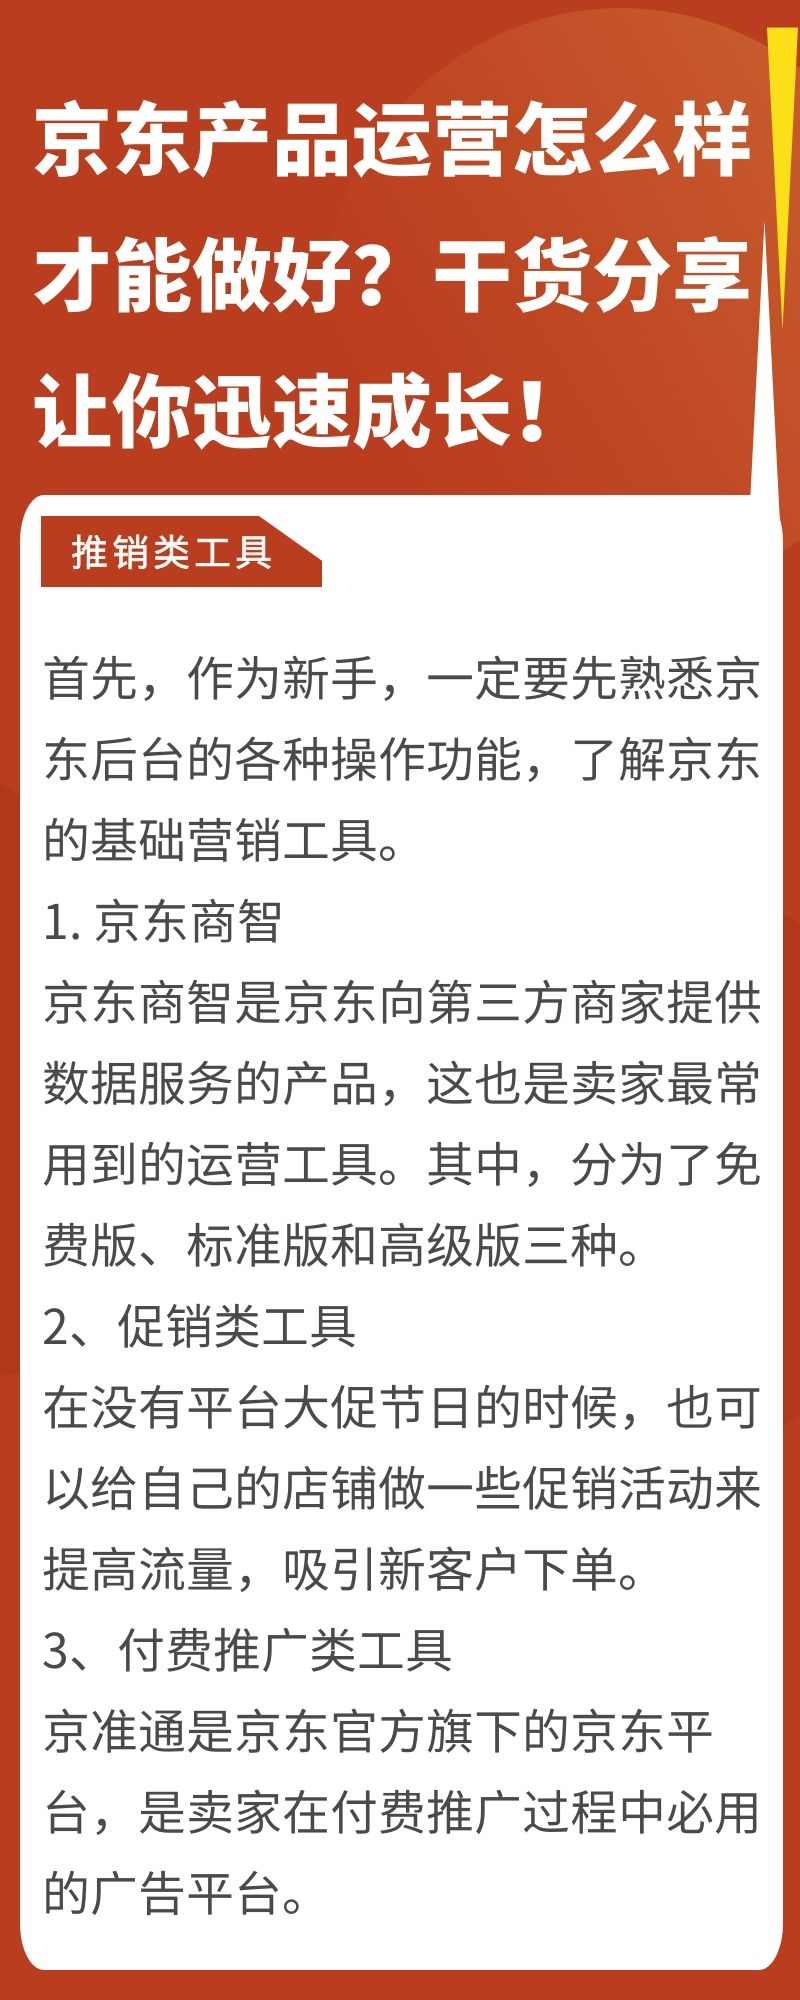 京东产品运营怎么样
才能做好？干货分享
让你迅速成长！
推销类工具
首先，作为新手，一定要先熟悉京
东后台的各种操作功能，了解京东
的基础营销工具。
1. 京东商智
京东商智是京东向第三方商家提供
数据服务的产品，这也是卖家最常
用到的运营工具。其中，分为了免
费版、标准版和高级版三种。
2、促销类工具
在没有平台大促节日的时候，也可
以给自己的店铺做一些促销活动来
提高流量，吸引新客户下单。
3、付费推广类工具
京准通是京东官方旗下的京东平
台，是卖家在付费推广过程中必用
的广告平台。